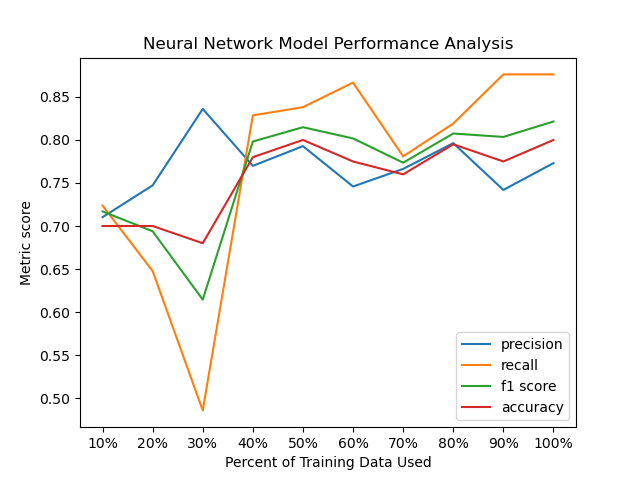 Neural Network Model Performance Analysis
Metric score
0.85
0.80
0.75
0.70
0.65
0.60
0.55
0.50
precision
recall
f1 score
accuracy
10% 20% 30% 40% 50% 60% 70% 80% 90% 100%
Percent of Training Data Used